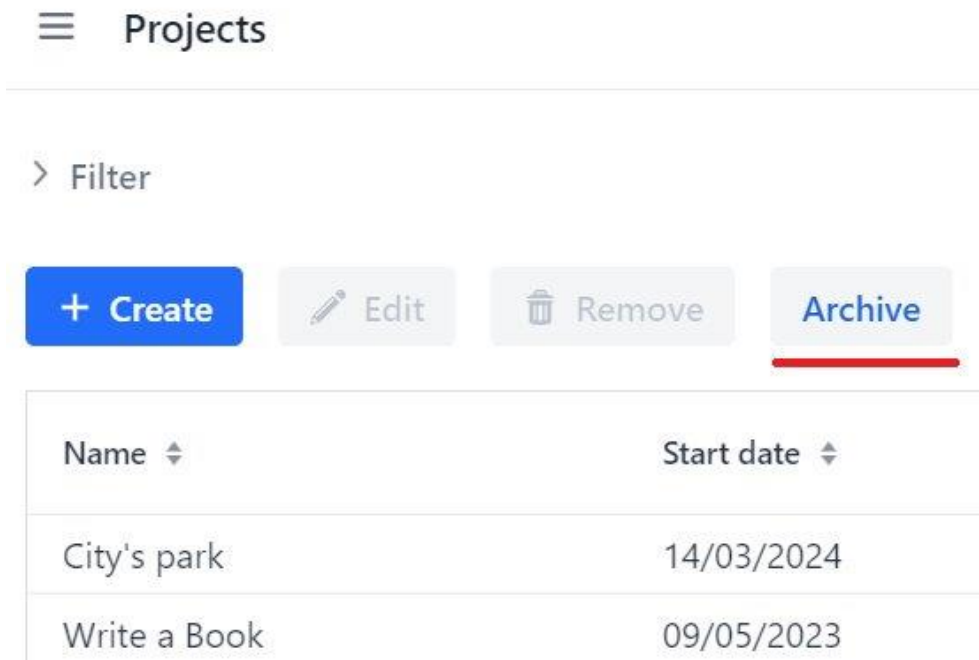 Projects
Filter
+ Create Edit Remove Archive
Name Start date
City's park 14/03/2024
Write a Book 09/05/2023